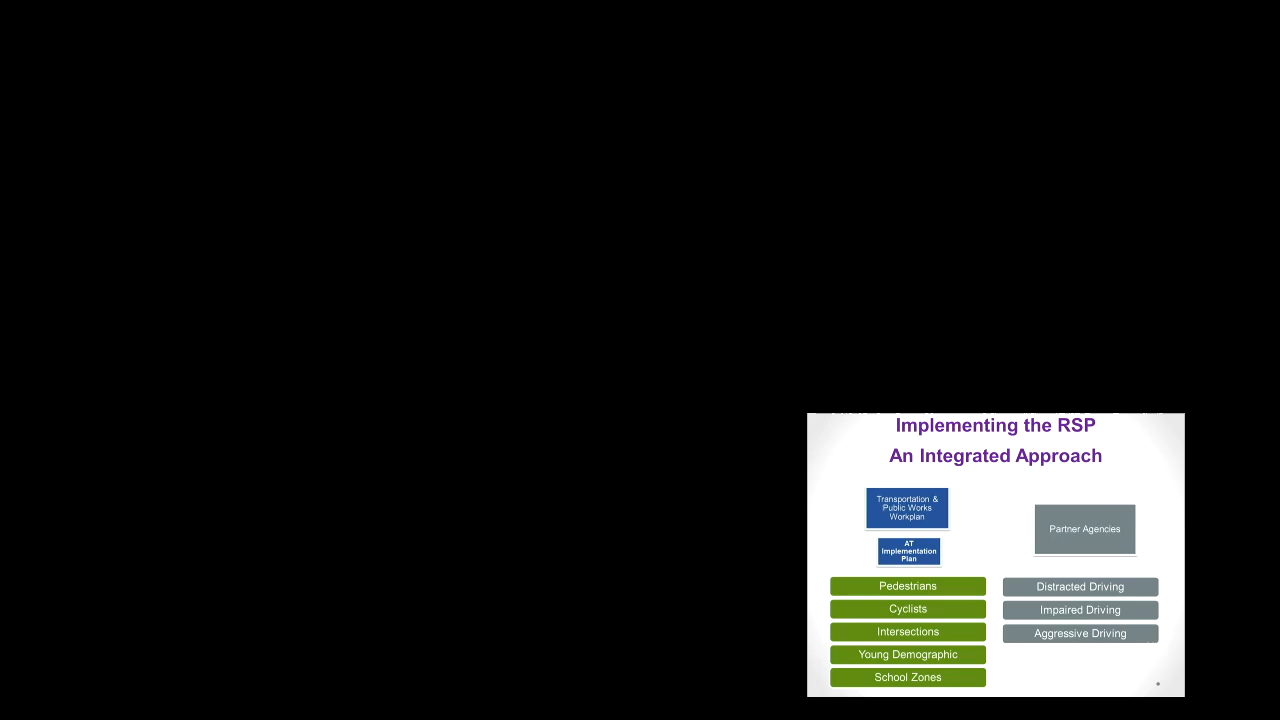 Implementing the RSP
An Integrated Approach
Transportation &
Public Works
Workplan
AT
Implementation
Plan
Pedestrians
Cyclists
Intersections
Young Demographic
School Zones
Partner Agencies
Distracted Driving
Impaired Driving
Aggressive Driving